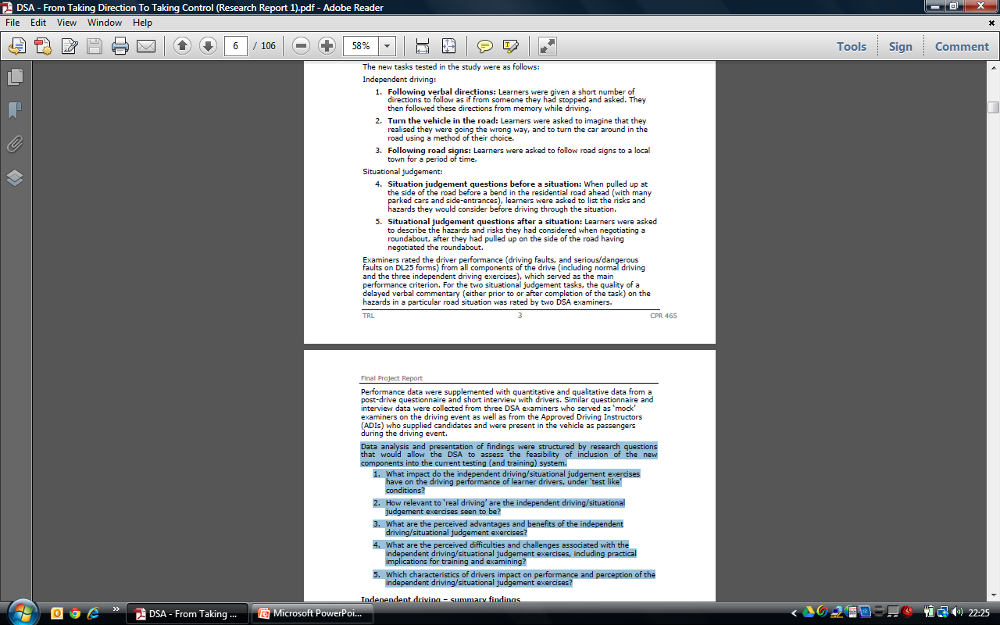 DSA - From Taking Direction To Taking Control (Research Report 1).pdf - Adobe Reader
File Edit View Window Help
6 / 106
58%
Tools Sign Comment
The new tasks tested in the study were as follows:
Independent driving:
1. Following verbal directions: Learners were given a short number of
directions to follow as if from someone they had stopped and asked. They
then followed these directions from memory while driving.
2. Turn the vehicle in the road: Learners were asked to imagine that they
realised they were going the wrong way, and to turn the car around in the
road using a method of their choice.
3. Following road signs: Learners were asked to follow road signs to a local
town for a period of time.
Situational judgement:
4. Situation judgement questions before a situation: When pulled up at
the side of the road before a bend in the residential road ahead (with many
parked cars and side-entrances), learners were asked to list the risks and
hazards they would consider before driving through the situation.
5. Situational judgement questions after a situation: Learners were asked
to describe the hazards and risks they had considered when negotiating a
roundabout, after they had pulled up on the side of the road having
negotiated the roundabout.
Examiners rated the driver performance (driving faults, and serious/dangerous
faults on DL25 forms) from all components of the drive (including normal driving
and the three independent driving exercises), which served as the main
performance criterion. For the two situational judgement tasks, the quality of a
delayed verbal commentary (either prior to or after completion of the task) on the
hazards in a particular road situation was rated by two DSA examiners.
TRL 3 CPR 465
Final Project Report
Performance data were supplemented with quantitative and qualitative data from a
post-drive questionnaire and short interview with drivers. Similar questionnaire and
interview data were collected from three DSA examiners who served as 'mock'
examiners on the driving event as well as from the Approved Driving Instructors
(ADIs) who supplied candidates and were present in the vehicle as passengers
during the driving event.
Data analysis and presentation of findings were structured by research questions
that would allow the DSA to assess the feasibility of inclusion of the new
components into the current testing (and training) system.
1. What impact do the independent driving/situational judgement exercises
have on the driving performance of learner drivers, under 'test like'
conditions?
2. How relevant to 'real driving' are the independent driving/situational
judgement exercises seen to be?
3. What are the perceived advantages and benefits of the independent
driving/situational judgement exercises?
4. What are the perceived difficulties and challenges associated with the
independent driving/situational judgement exercises, including practical
implications for training and examining?
5. Which characteristics of drivers impact on performance and perception of the
independent driving/situational judgement exercises?
Independent driving – summary findings
DSA - From Taking ... Microsoft PowerPoi... 22:25